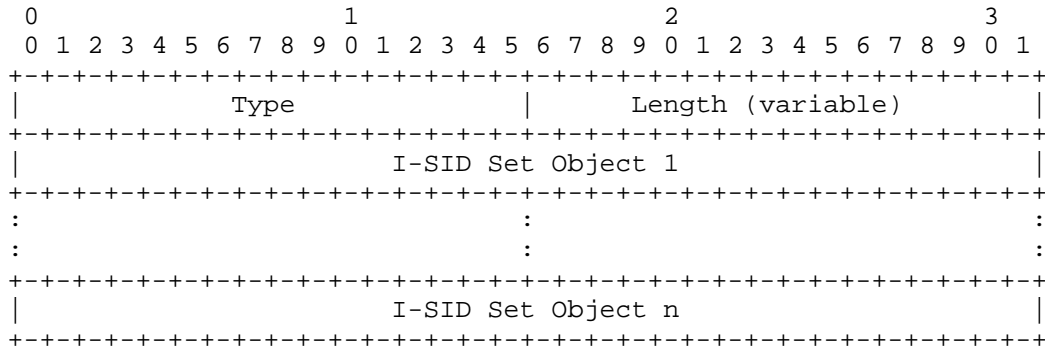 0                   1                   2                   3
 0 1 2 3 4 5 6 7 8 9 0 1 2 3 4 5 6 7 8 9 0 1 2 3 4 5 6 7 8 9 0 1
+-+-+-+-+-+-+-+-+-+-+-+-+-+-+-+-+-+-+-+-+-+-+-+-+-+-+-+-+-+-+-+-+
|             Type              |      Length (variable)        |
+-+-+-+-+-+-+-+-+-+-+-+-+-+-+-+-+-+-+-+-+-+-+-+-+-+-+-+-+-+-+-+-+
|                       I-SID Set Object 1                      |
+-+-+-+-+-+-+-+-+-+-+-+-+-+-+-+-+-+-+-+-+-+-+-+-+-+-+-+-+-+-+-+-+
:                               :                               :
:                               :                               :
+-+-+-+-+-+-+-+-+-+-+-+-+-+-+-+-+-+-+-+-+-+-+-+-+-+-+-+-+-+-+-+-+
|                       I-SID Set Object n                      |
+-+-+-+-+-+-+-+-+-+-+-+-+-+-+-+-+-+-+-+-+-+-+-+-+-+-+-+-+-+-+-+-+